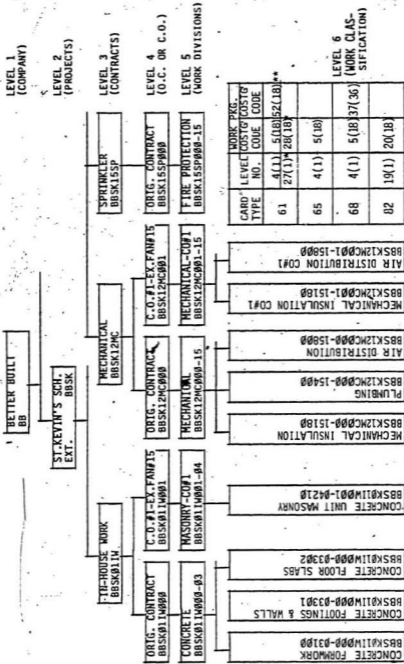 BETTER BUILT
BB
LEVEL 1
(COMPANY)
ST.KEVIN'S SCH.
EXT. BBSK
LEVEL 2
(PROJECTS)
IN-HOUSE WORK
BBSK01IW
MECHANICAL
BBSK12MC
SPRINKLER
BBSK15SP
LEVEL 3
(CONTRACTS)
ORIG. CONTRACT
BBSK01IW000
C.O.#1-EX.FAN#15
BBSK01IW001
ORIG. CONTRACT
BBSK12MC000
C.O.#1-EX.FAN#15
BBSK12MC001
ORIG. CONTRACT
BBSK15SP000
LEVEL 4
(O.C. OR C.O.)
CONCRETE
BBSK01IW000-03
MASONRY-CO#1
BBSK01IW001-04
MECHANICAL
BBSK12MC000-15
MECHANICAL-CO#1
BBSK12MC001-15
FIRE PROTECTION
BBSK15SP000-15
LEVEL 5
(WORK DIVISIONS)
CONCRETE FORMWORK
BBSK01IW000-03100
CONCRETE FOOTINGS & WALLS
BBSK01IW000-03301
CONCRETE FLOOR SLABS
BBSK01IW000-03302
CONCRETE UNIT MASONRY
BBSK01IW001-04210
MECHANICAL INSULATION
BBSK12MC000-15180
PLUMBING
BBSK12MC000-15400
AIR DISTRIBUTION
BBSK12MC000-15800
MECHANICAL INSULATION CO#1
BBSK12MC001-15180
AIR DISTRIBUTION CO#1
BBSK12MC001-15800
LEVEL 6
(WORK CLAS-
SIFICATION)
CARD TYPE LEVEL NO. WORK COSTG CODE PKG. COSTG CODE
61 4(1) 5(18) 52(18)**
27(1)* 28(18)
65 4(1) 5(18)
68 4(1) 5(18) 37(36)
82 19(1) 20(18)